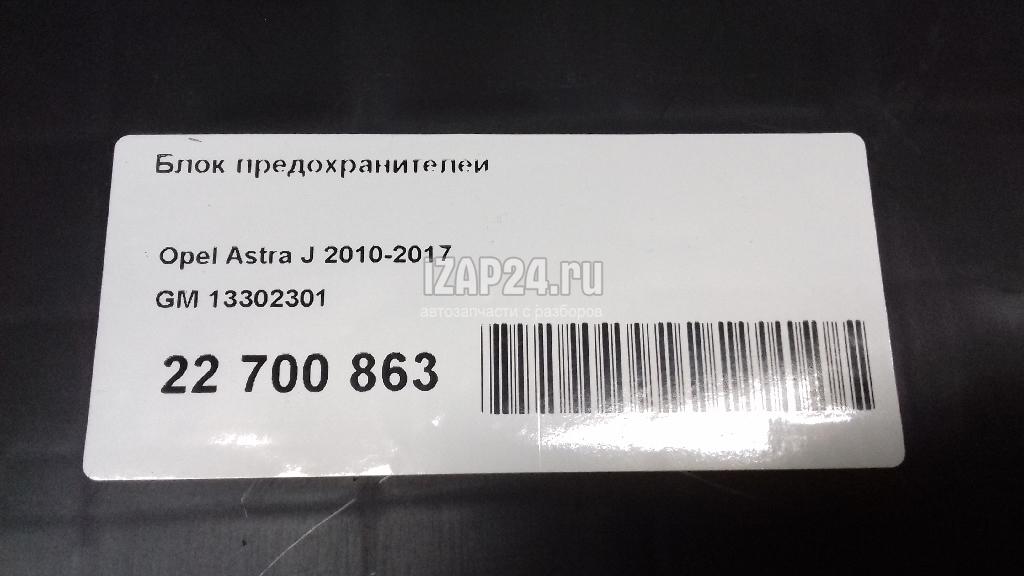 Блок предохранителей
Opel Astra J 2010-2017
IZAP24.ru
GM 13302301
автозапчасти с разборов
22 700 863